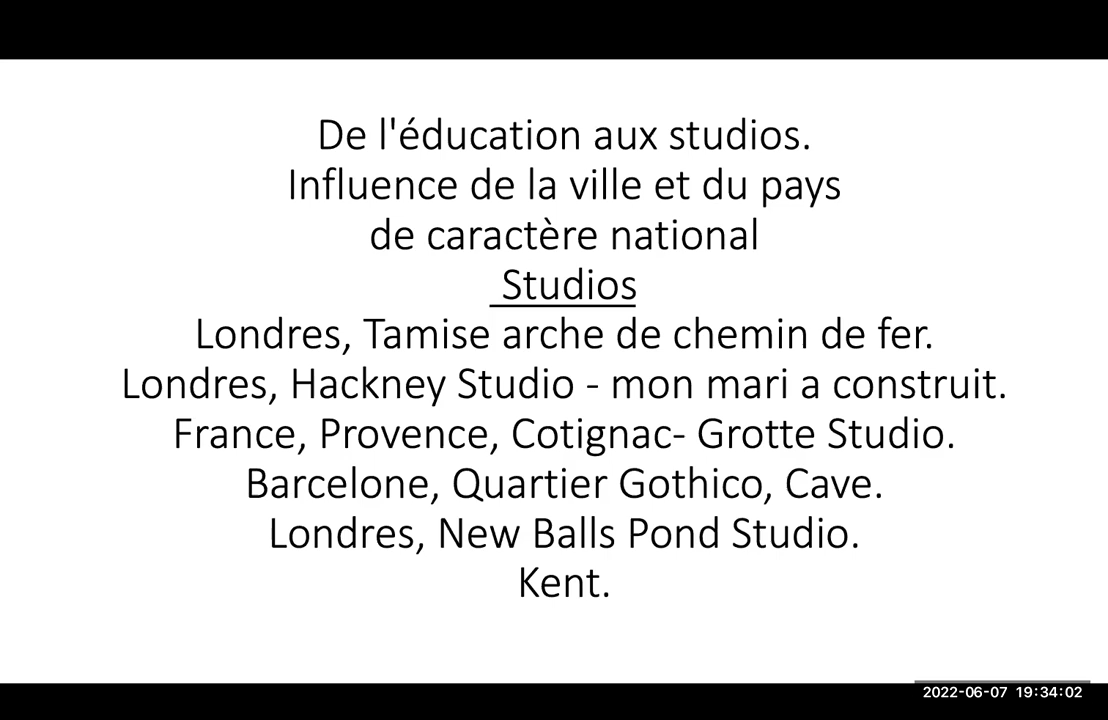 De l'éducation aux studios.
Influence de la ville et du pays
de caractère national
Studios
Londres, Tamise arche de chemin de fer.
Londres, Hackney Studio - mon mari a construit.
France, Provence, Cotignac- Grotte Studio.
Barcelone, Quartier Gothico, Cave.
Londres, New Balls Pond Studio.
Kent.
2022-06-07 19:34:02